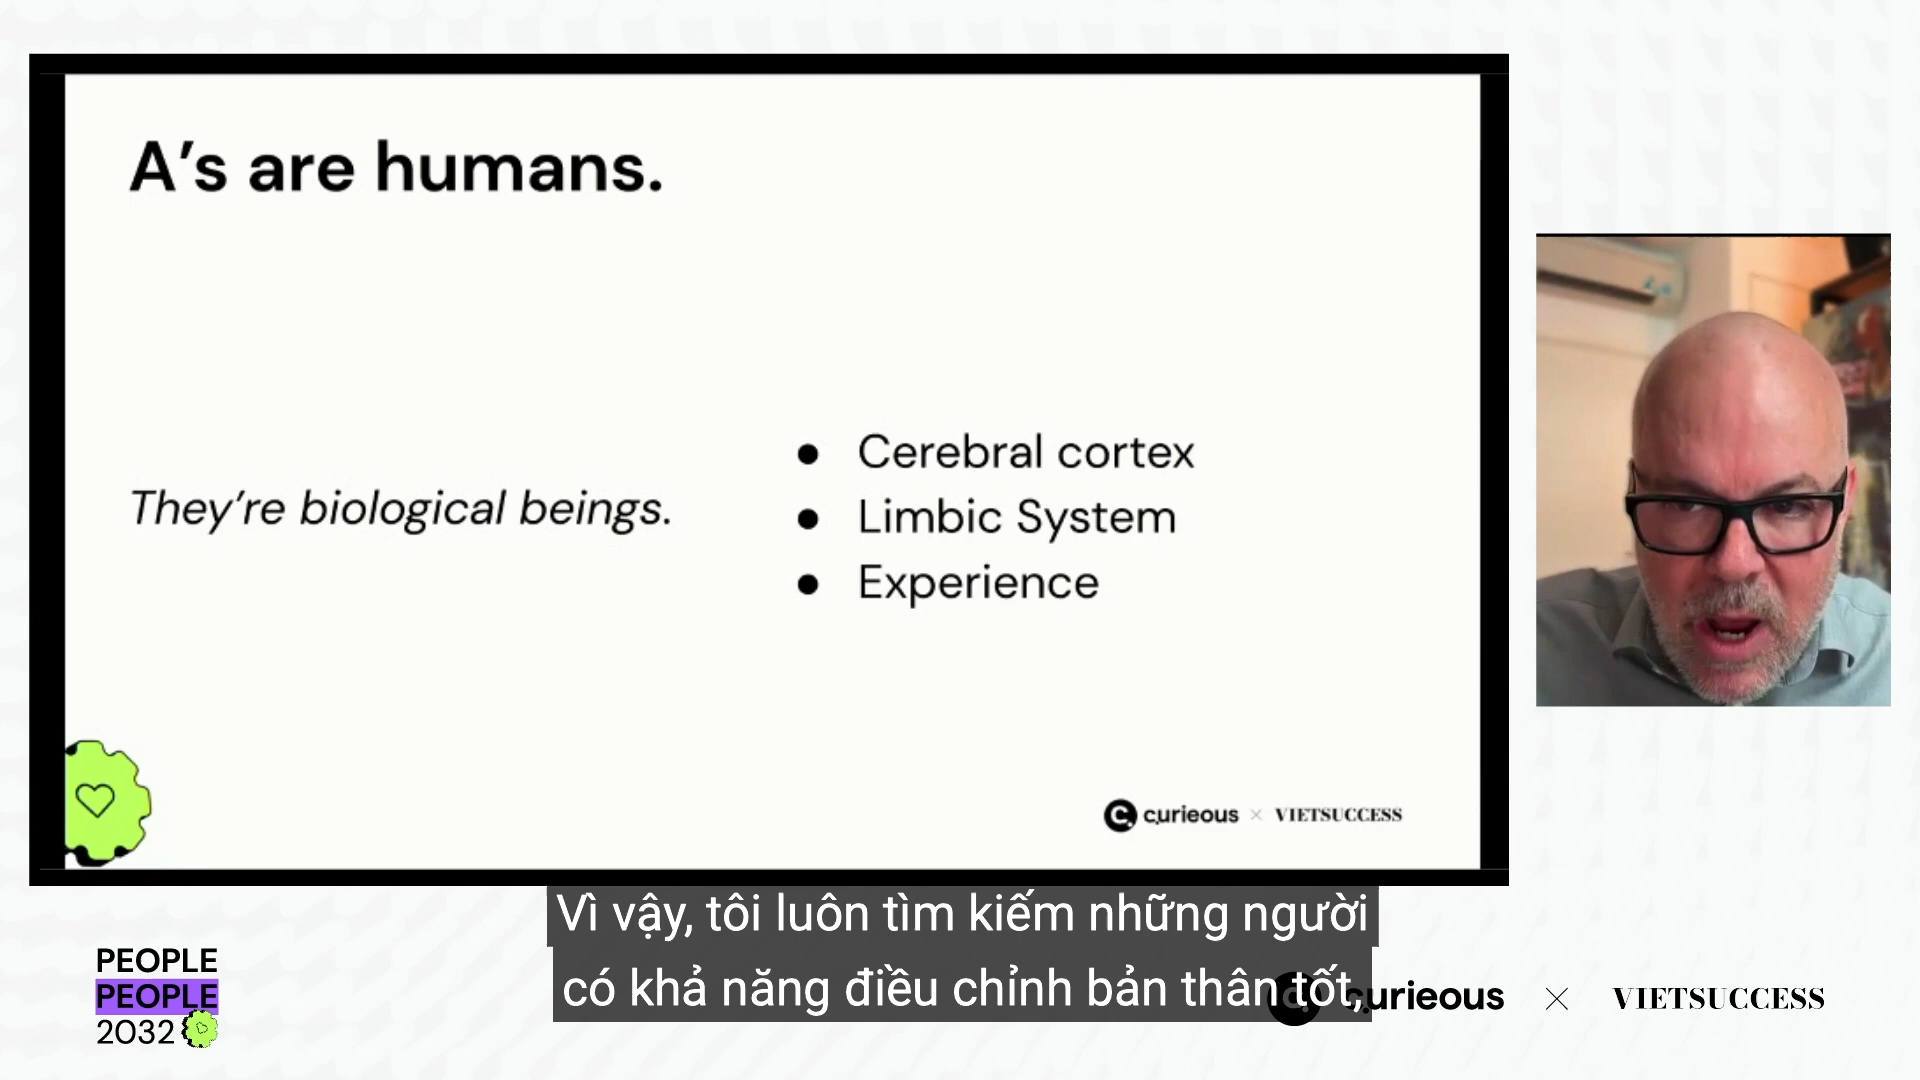 A's are humans.
They're biological beings.
● Cerebral cortex
● Limbic System
● Experience
curieous × VIETSUCCESS
Vì vậy, tôi luôn tìm kiếm những người
có khả năng điều chỉnh bản thân tốt,
PEOPLE
PEOPLE
2032
curieous × VIETSUCCESS